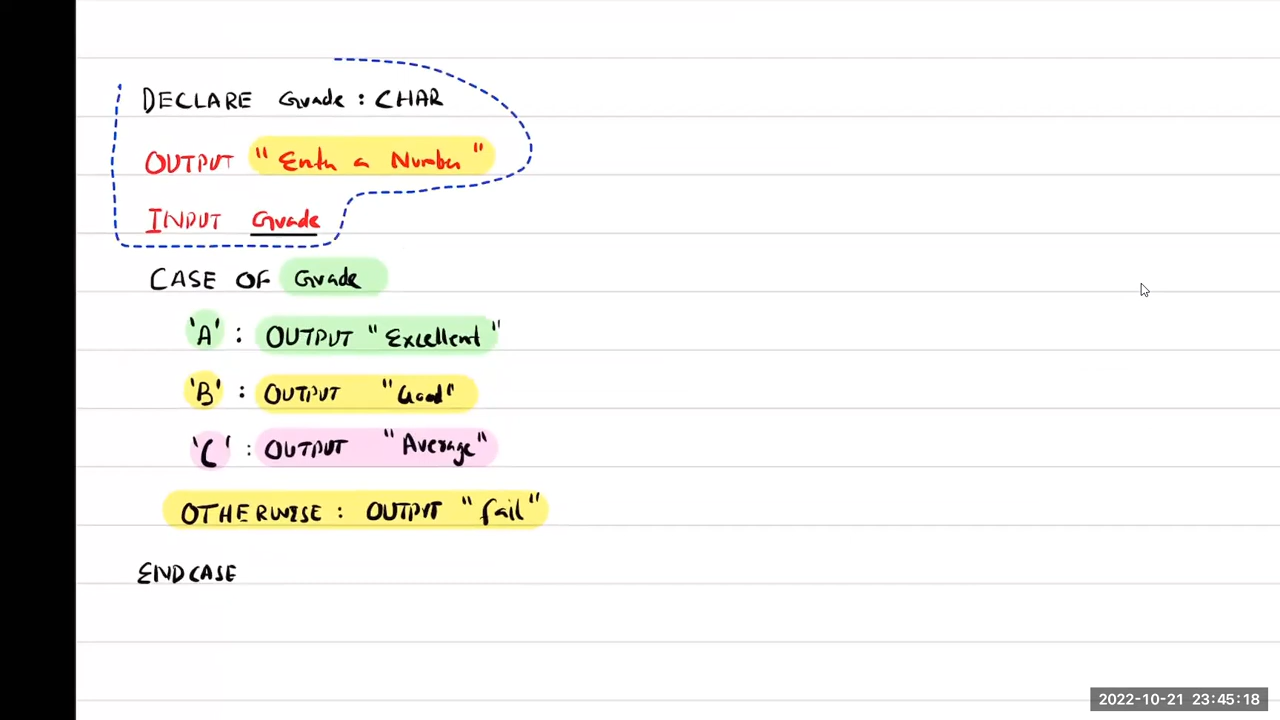 DECLARE Grade : CHAR
OUTPUT "Enter a Number"
INPUT Grade
CASE OF Grade
'A' : OUTPUT "Excellent"
'B' : OUTPUT "Good"
'C' : OUTPUT "Average"
OTHERWISE : OUTPUT "fail"
ENDCASE
2022-10-21 23:45:18